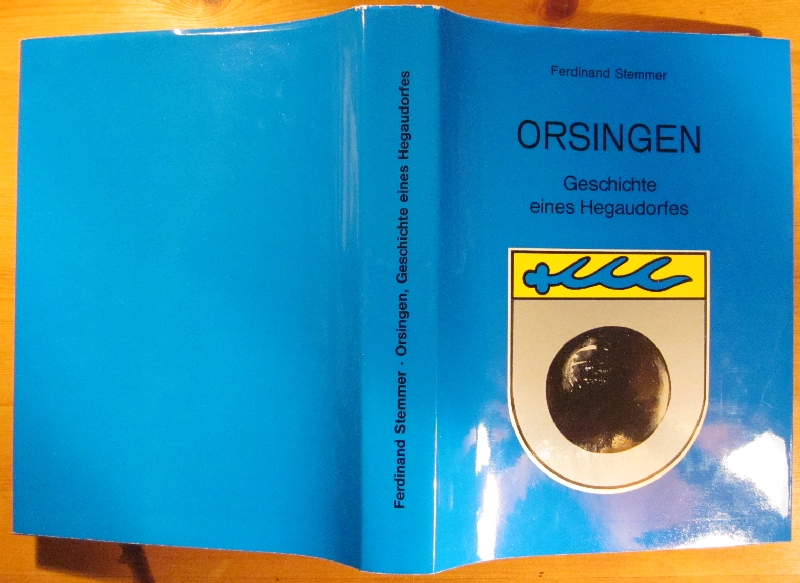 Ferdinand Stemmer · Orsingen, Geschichte eines Hegaudorfes
Ferdinand Stemmer
ORSINGEN
Geschichte
eines Hegaudorfes